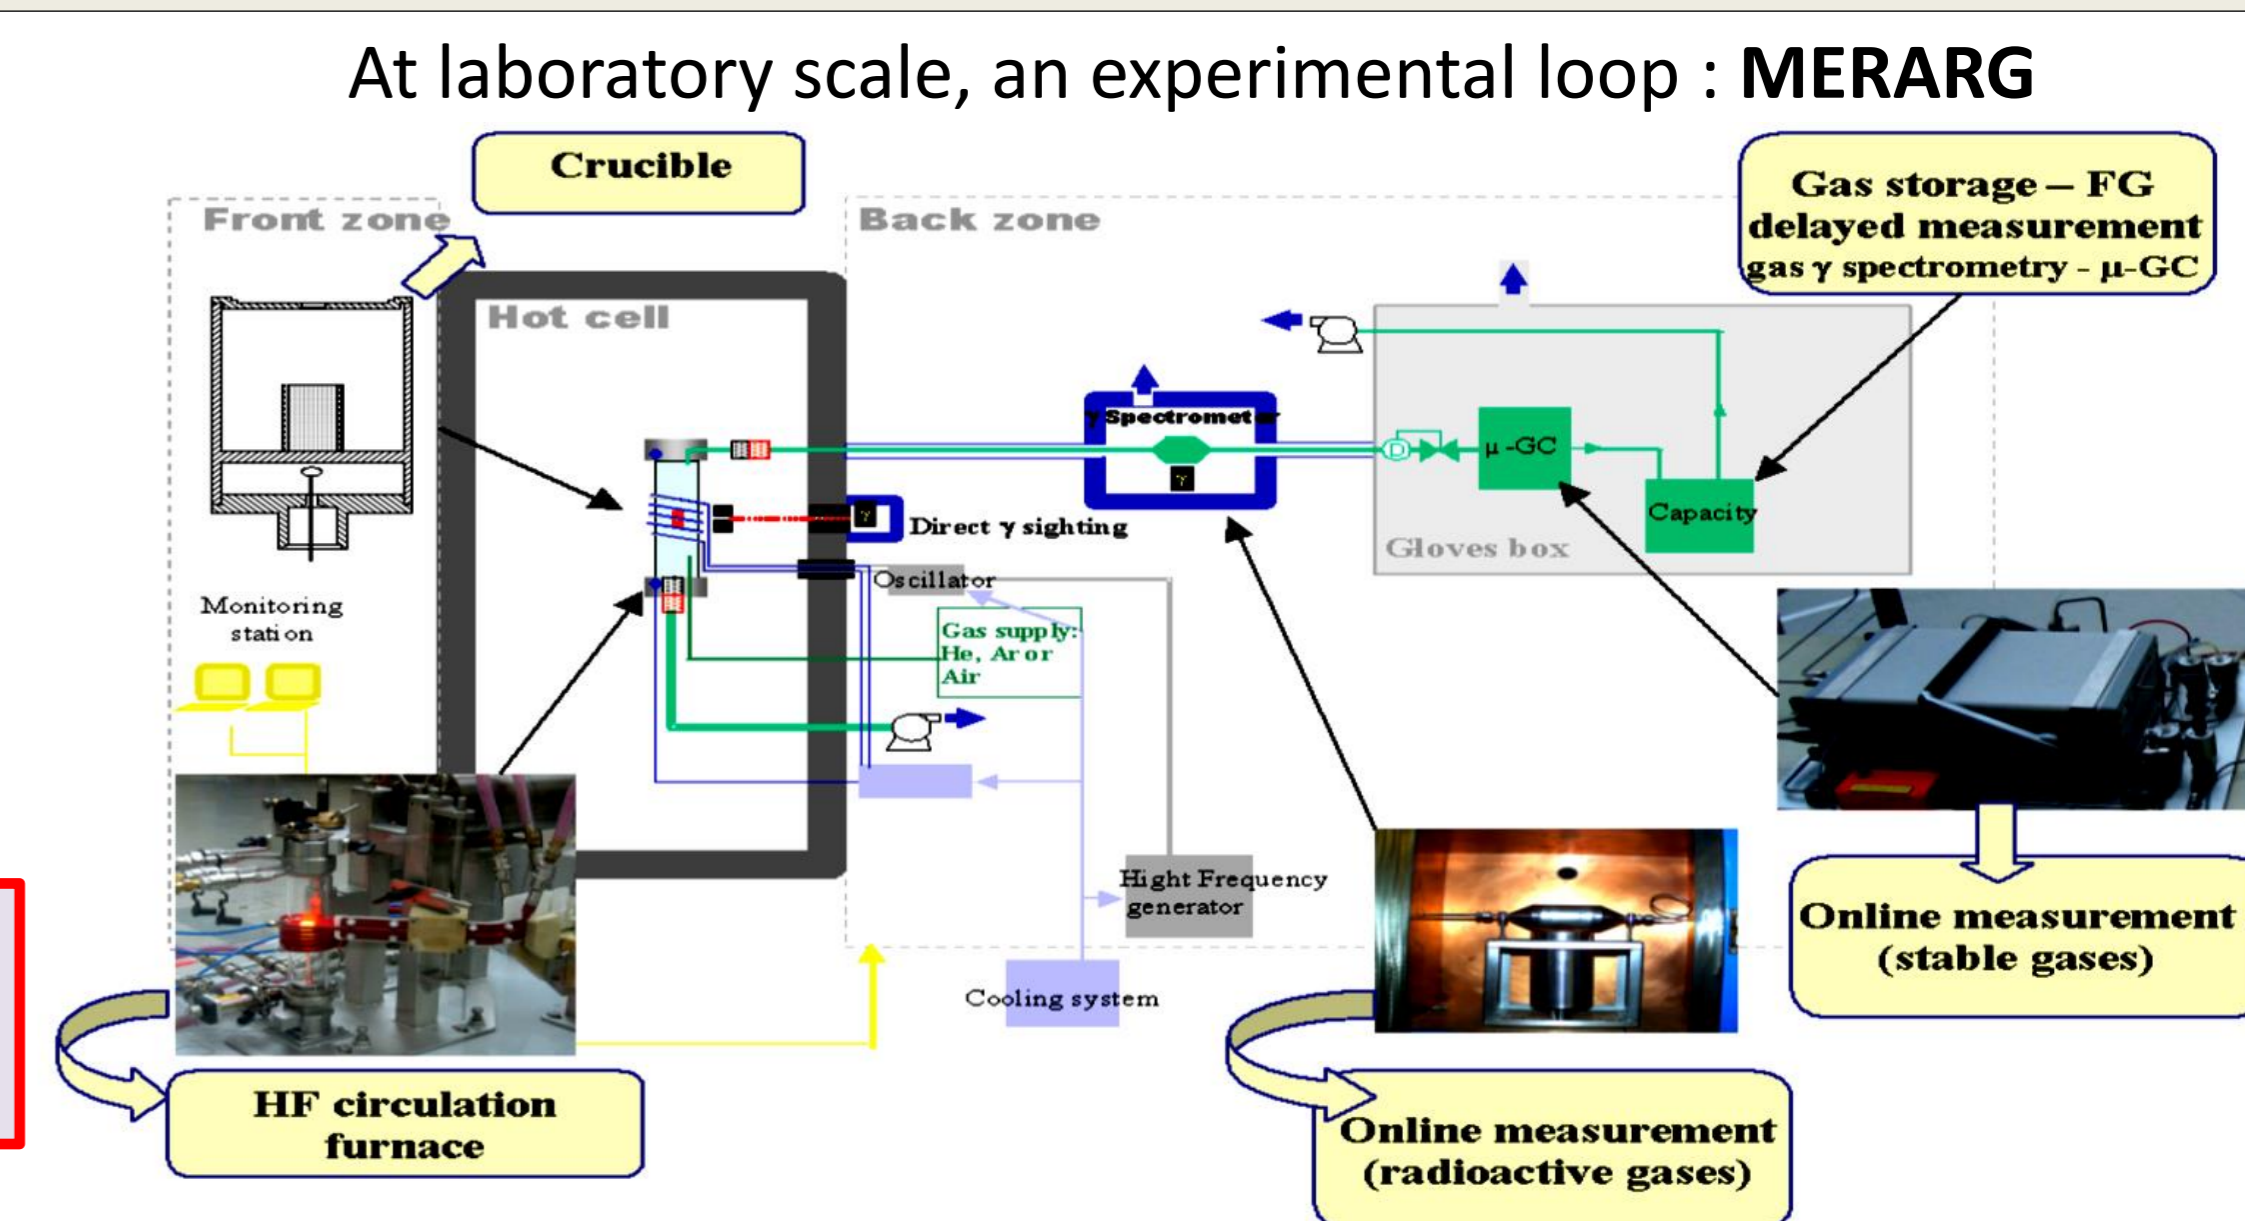 At laboratory scale, an experimental loop : MERARG
Crucible
Gas storage – FG
delayed measurement
gas γ spectrometry - µ-GC
Front zone
Back zone
Hot cell
γ Spectrometer
D
µ -GC
γ
Capacity
γ
Direct γ sighting
Gloves box
Oscillator
Monitoring
station
Gas supply:
He, Ar or
Air
Hight Frequency
generator
Cooling system
Online measurement
(stable gases)
HF circulation
furnace
Online measurement
(radioactive gases)